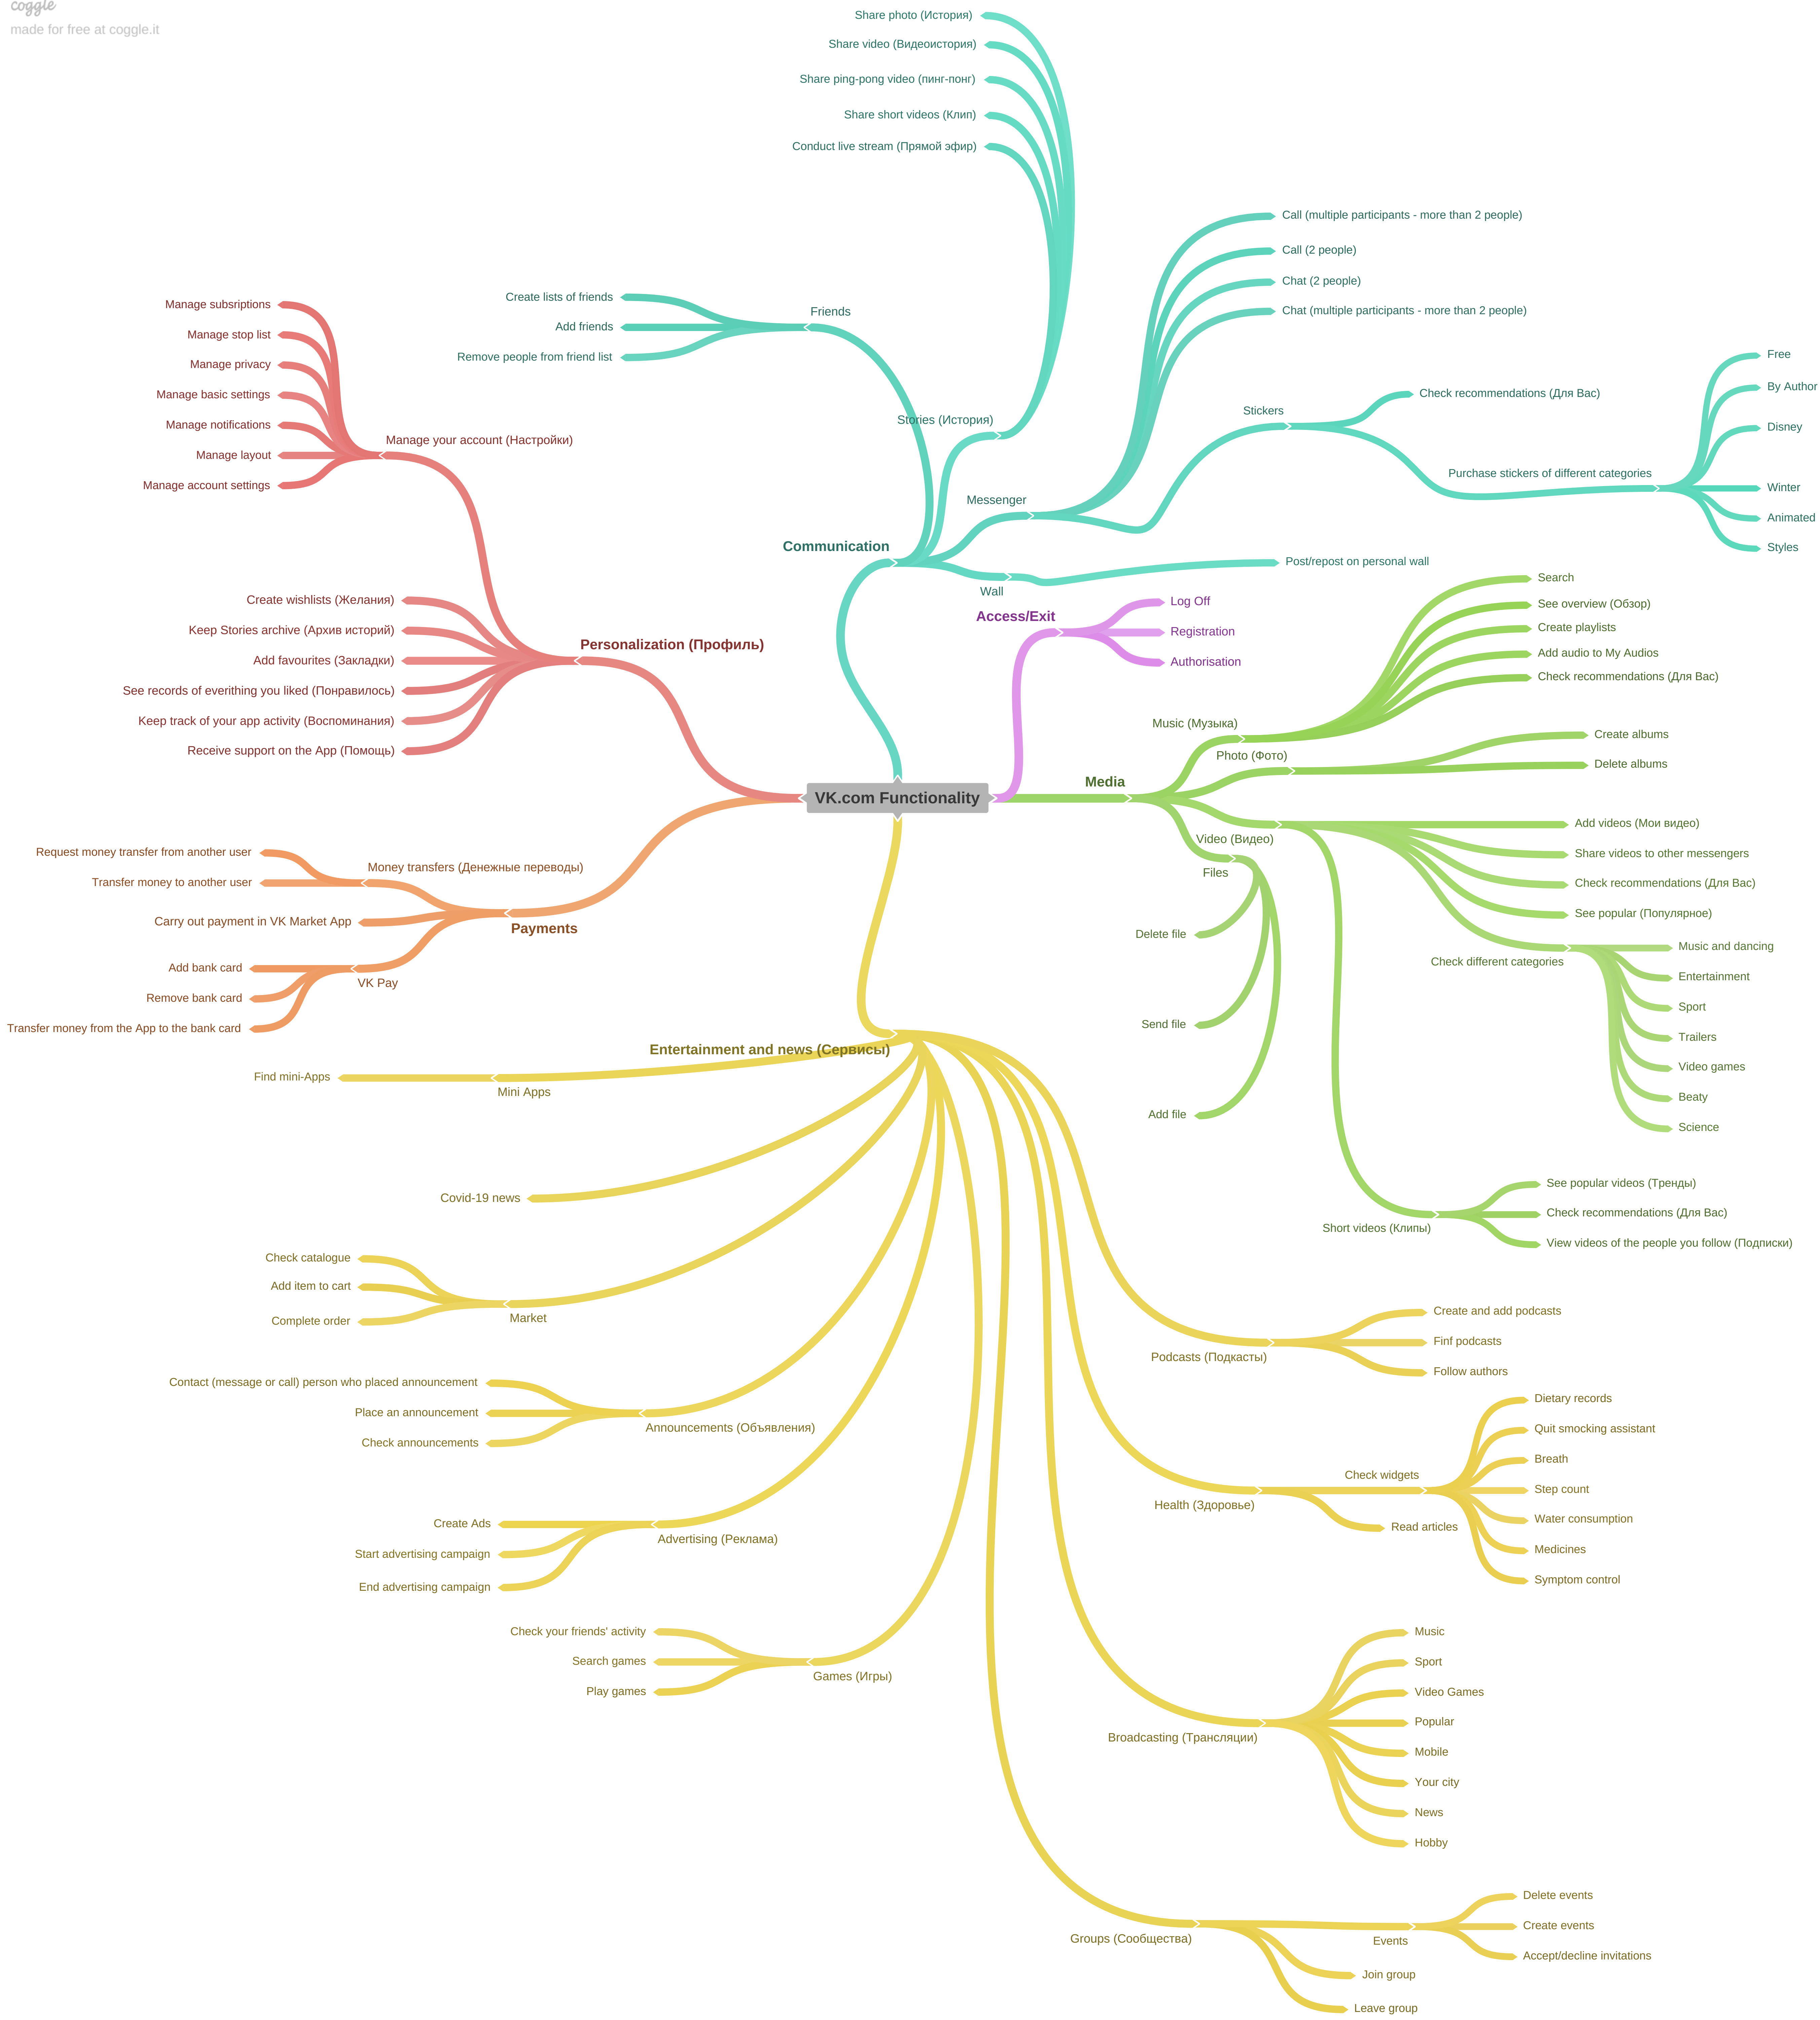 coggle
made for free at coggle.it
Share photo (История)
Share video (Видеоистория)
Share ping-pong video (пинг-понг)
Share short videos (Клип)
Conduct live stream (Прямой эфир)
Call (multiple participants - more than 2 people)
Call (2 people)
Chat (2 people)
Chat (multiple participants - more than 2 people)
Create lists of friends
Add friends
Remove people from friend list
Friends
Stories (История)
Messenger
Stickers
Check recommendations (Для Вас)
Purchase stickers of different categories
Free
By Author
Disney
Winter
Animated
Styles
Communication
Wall
Post/repost on personal wall
Manage subsriptions
Manage stop list
Manage privacy
Manage basic settings
Manage notifications
Manage layout
Manage account settings
Manage your account (Настройки)
Create wishlists (Желания)
Keep Stories archive (Архив историй)
Add favourites (Закладки)
See records of everithing you liked (Понравилось)
Keep track of your app activity (Воспоминания)
Receive support on the App (Помощь)
Personalization (Профиль)
Access/Exit
Log Off
Registration
Authorisation
VK.com Functionality
Media
Music (Музыка)
Search
See overview (Обзор)
Create playlists
Add audio to My Audios
Check recommendations (Для Вас)
Photo (Фото)
Create albums
Delete albums
Video (Видео)
Add videos (Мои видео)
Share videos to other messengers
Check recommendations (Для Вас)
See popular (Популярное)
Check different categories
Music and dancing
Entertainment
Sport
Trailers
Video games
Beaty
Science
Short videos (Клипы)
See popular videos (Тренды)
Check recommendations (Для Вас)
View videos of the people you follow (Подписки)
Files
Delete file
Send file
Add file
Request money transfer from another user
Transfer money to another user
Money transfers (Денежные переводы)
Carry out payment in VK Market App
Payments
Add bank card
Remove bank card
Transfer money from the App to the bank card
VK Pay
Entertainment and news (Сервисы)
Find mini-Apps
Mini Apps
Covid-19 news
Check catalogue
Add item to cart
Complete order
Market
Contact (message or call) person who placed announcement
Place an announcement
Check announcements
Announcements (Объявления)
Create Ads
Start advertising campaign
End advertising campaign
Advertising (Реклама)
Check your friends' activity
Search games
Play games
Games (Игры)
Podcasts (Подкасты)
Create and add podcasts
Finf podcasts
Follow authors
Health (Здоровье)
Check widgets
Dietary records
Quit smocking assistant
Breath
Step count
Water consumption
Medicines
Symptom control
Read articles
Broadcasting (Трансляции)
Music
Sport
Video Games
Popular
Mobile
Your city
News
Hobby
Groups (Сообщества)
Events
Delete events
Create events
Accept/decline invitations
Join group
Leave group